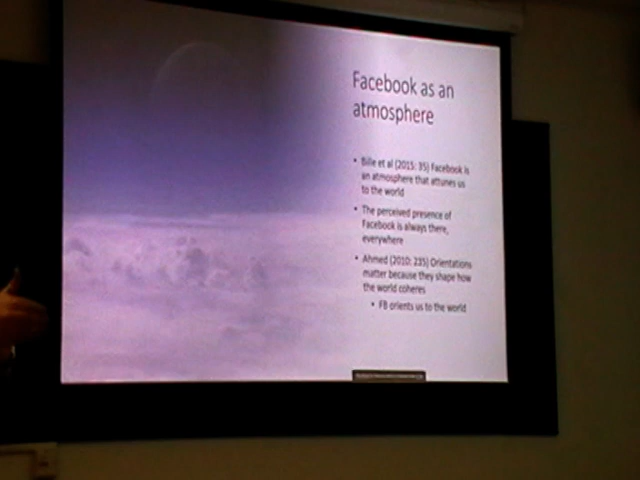 Facebook as an
atmosphere
• Bille et al (2015: 35) Facebook is
an atmosphere that attunes us
to the world
• The perceived presence of
Facebook is always there,
everywhere
• Ahmed (2010: 235) Orientations
matter because they shape how
the world coheres
• FB orients us to the world